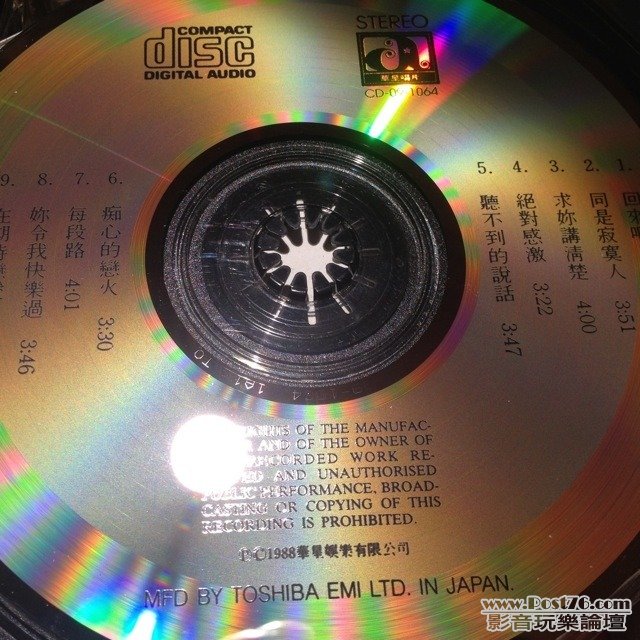 COMPACT
disc
DIGITAL AUDIO
STEREO
華星唱片
1064
2. 同是寂寞人 3:51
3. 求妳講清楚 4:00
4. 絕對感激 3:22
5. 聽不到的說話 3:47
6. 痴心的戀火 3:30
7. 每段路 4:01
8. 妳令我快樂過 3:46
9.
OF THE MANUFAC-
AND OF THE OWNER OF
RECORDED WORK RE-
AND UNAUTHORISED
PUBLIC PERFORMANCE, BROAD-
CASTING OR COPYING OF THIS
RECORDING IS PROHIBITED.
℗©1988華星娛樂有限公司
MFD BY TOSHIBA EMI LTD. IN JAPAN.
www.Post76.com
影音玩樂論壇